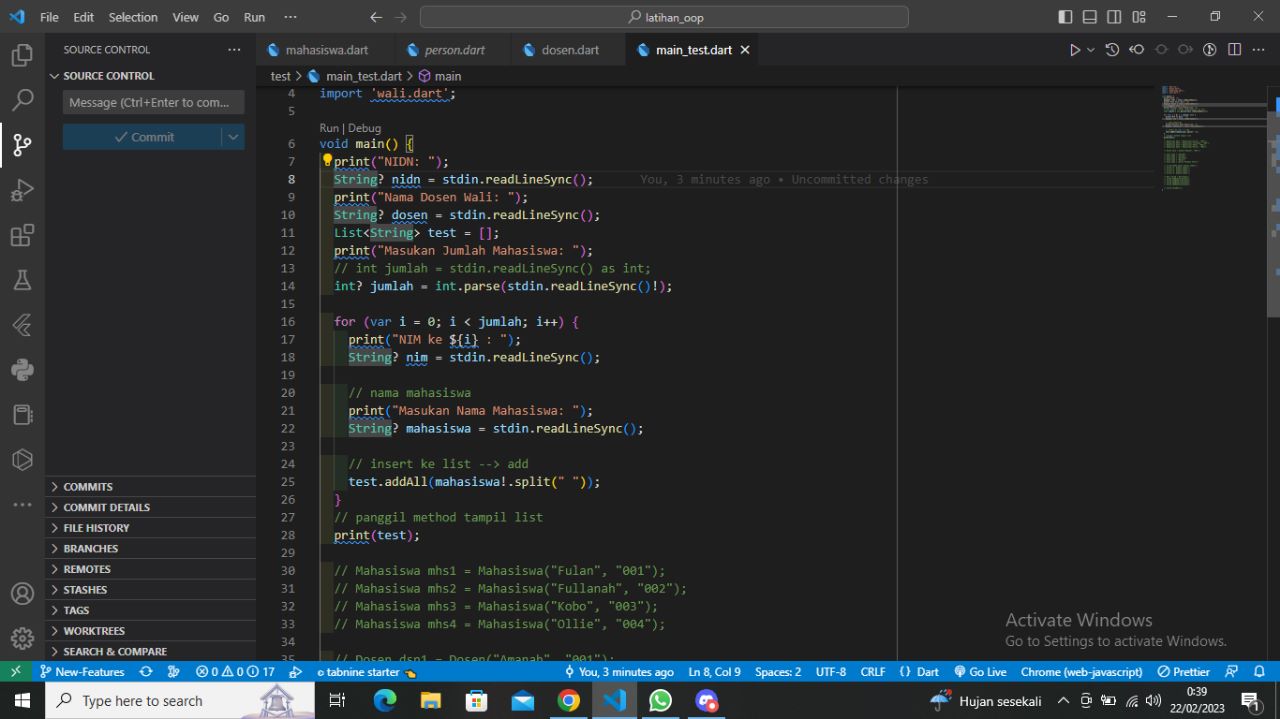 File Edit Selection View Go Run ··· latihan_oop
SOURCE CONTROL ···
mahasiswa.dart person.dart dosen.dart main_test.dart
SOURCE CONTROL
test > main_test.dart > main
Message (Ctrl+Enter to com...
Commit
4 import 'wali.dart';
5
Run | Debug
6 void main() {
7 print("NIDN: ");
8 String? nidn = stdin.readLineSync(); You, 3 minutes ago • Uncommitted changes
9 print("Nama Dosen Wali: ");
10 String? dosen = stdin.readLineSync();
11 List<String> test = [];
12 print("Masukan Jumlah Mahasiswa: ");
13 // int jumlah = stdin.readLineSync() as int;
14 int? jumlah = int.parse(stdin.readLineSync()!);
15
16 for (var i = 0; i < jumlah; i++) {
17 print("NIM ke ${i} : ");
18 String? nim = stdin.readLineSync();
19
20 // nama mahasiswa
21 print("Masukan Nama Mahasiswa: ");
22 String? mahasiswa = stdin.readLineSync();
23
24 // insert ke list --> add
25 test.addAll(mahasiswa!.split(" "));
26 }
27 // panggil method tampil list
28 print(test);
29
30 // Mahasiswa mhs1 = Mahasiswa("Fulan", "001");
31 // Mahasiswa mhs2 = Mahasiswa("Fullanah", "002");
32 // Mahasiswa mhs3 = Mahasiswa("Kobo", "003");
33 // Mahasiswa mhs4 = Mahasiswa("Ollie", "004");
34
35 // Dosen dsn1 = Dosen("Amanah", "001");
COMMITS
COMMIT DETAILS
FILE HISTORY
BRANCHES
REMOTES
STASHES
TAGS
WORKTREES
SEARCH & COMPARE
Activate Windows
Go to Settings to activate Windows.
New-Features 0 0 17 tabnine starter You, 3 minutes ago Ln 8, Col 9 Spaces: 2 UTF-8 CRLF { } Dart Go Live Chrome (web-javascript) Prettier
Type here to search Hujan sesekali 0:39
22/02/2023 1